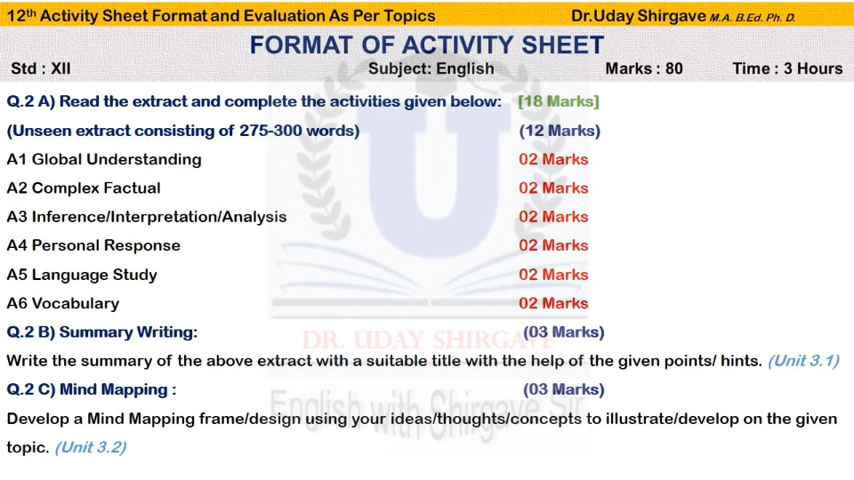 12th Activity Sheet Format and Evaluation As Per Topics Dr.Uday Shirgave M.A. B.Ed. Ph. D.
FORMAT OF ACTIVITY SHEET
Std : XII Subject: English Marks : 80 Time : 3 Hours
Q.2 A) Read the extract and complete the activities given below: [18 Marks]
(Unseen extract consisting of 275-300 words) (12 Marks)
A1 Global Understanding 02 Marks
A2 Complex Factual 02 Marks
A3 Inference/Interpretation/Analysis 02 Marks
A4 Personal Response 02 Marks
A5 Language Study 02 Marks
A6 Vocabulary 02 Marks
Q.2 B) Summary Writing: (03 Marks)
DR. UDAY SHIRGAVE
Write the summary of the above extract with a suitable title with the help of the given points/ hints. (Unit 3.1)
Q.2 C) Mind Mapping : (03 Marks)
English with Shirgave Sir
Develop a Mind Mapping frame/design using your ideas/thoughts/concepts to illustrate/develop on the given
topic. (Unit 3.2)